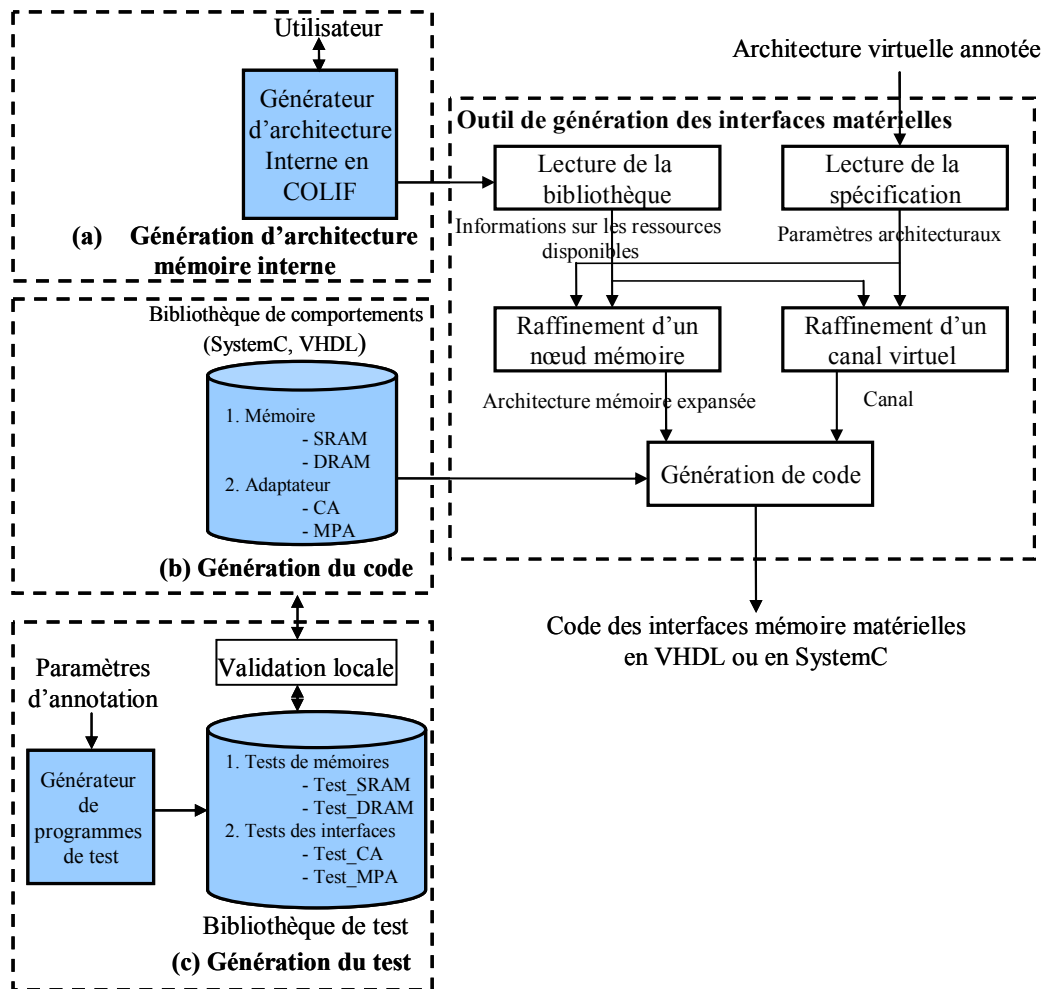 Utilisateur
Générateur
d'architecture
Interne en
COLIF
(a) Génération d'architecture
mémoire interne
Architecture virtuelle annotée
Outil de génération des interfaces matérielles
Lecture de la
bibliothèque
Lecture de la
spécification
Informations sur les ressources
disponibles
Paramètres architecturaux
Raffinement d'un
nœud mémoire
Raffinement d'un
canal virtuel
Architecture mémoire expansée
Canal
Génération de code
Code des interfaces mémoire matérielles
en VHDL ou en SystemC
Bibliothèque de comportements
(SystemC, VHDL)
1. Mémoire
- SRAM
- DRAM
2. Adaptateur
- CA
- MPA
(b) Génération du code
Validation locale
Paramètres
d'annotation
Générateur
de
programmes
de test
1. Tests de mémoires
- Test_SRAM
- Test_DRAM
2. Tests des interfaces
- Test_CA
- Test_MPA
Bibliothèque de test
(c) Génération du test